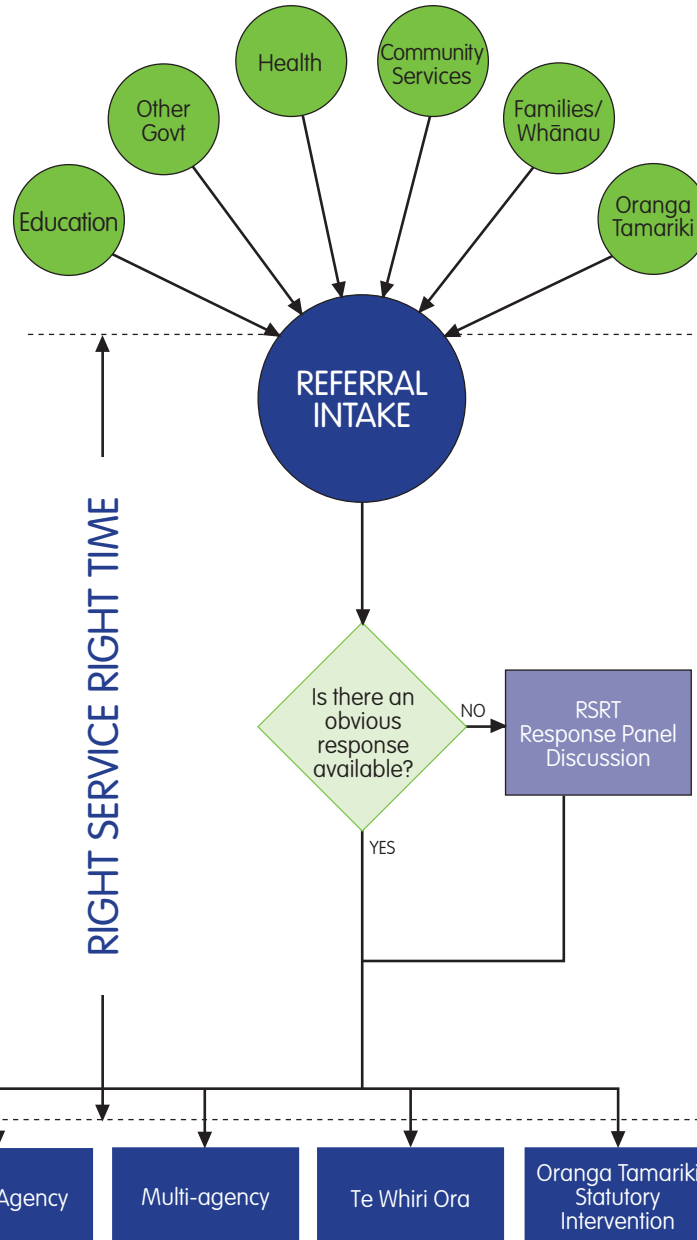 Health
Community
Services
Other
Govt
Families/
Whānau
Education
Oranga
Tamariki
REFERRAL
INTAKE
RIGHT SERVICE RIGHT TIME
Is there an
obvious
response
available?
NO
RSRT
Response Panel
Discussion
YES
Agency
Multi-agency
Te Whiri Ora
Oranga Tamariki
Statutory
Intervention